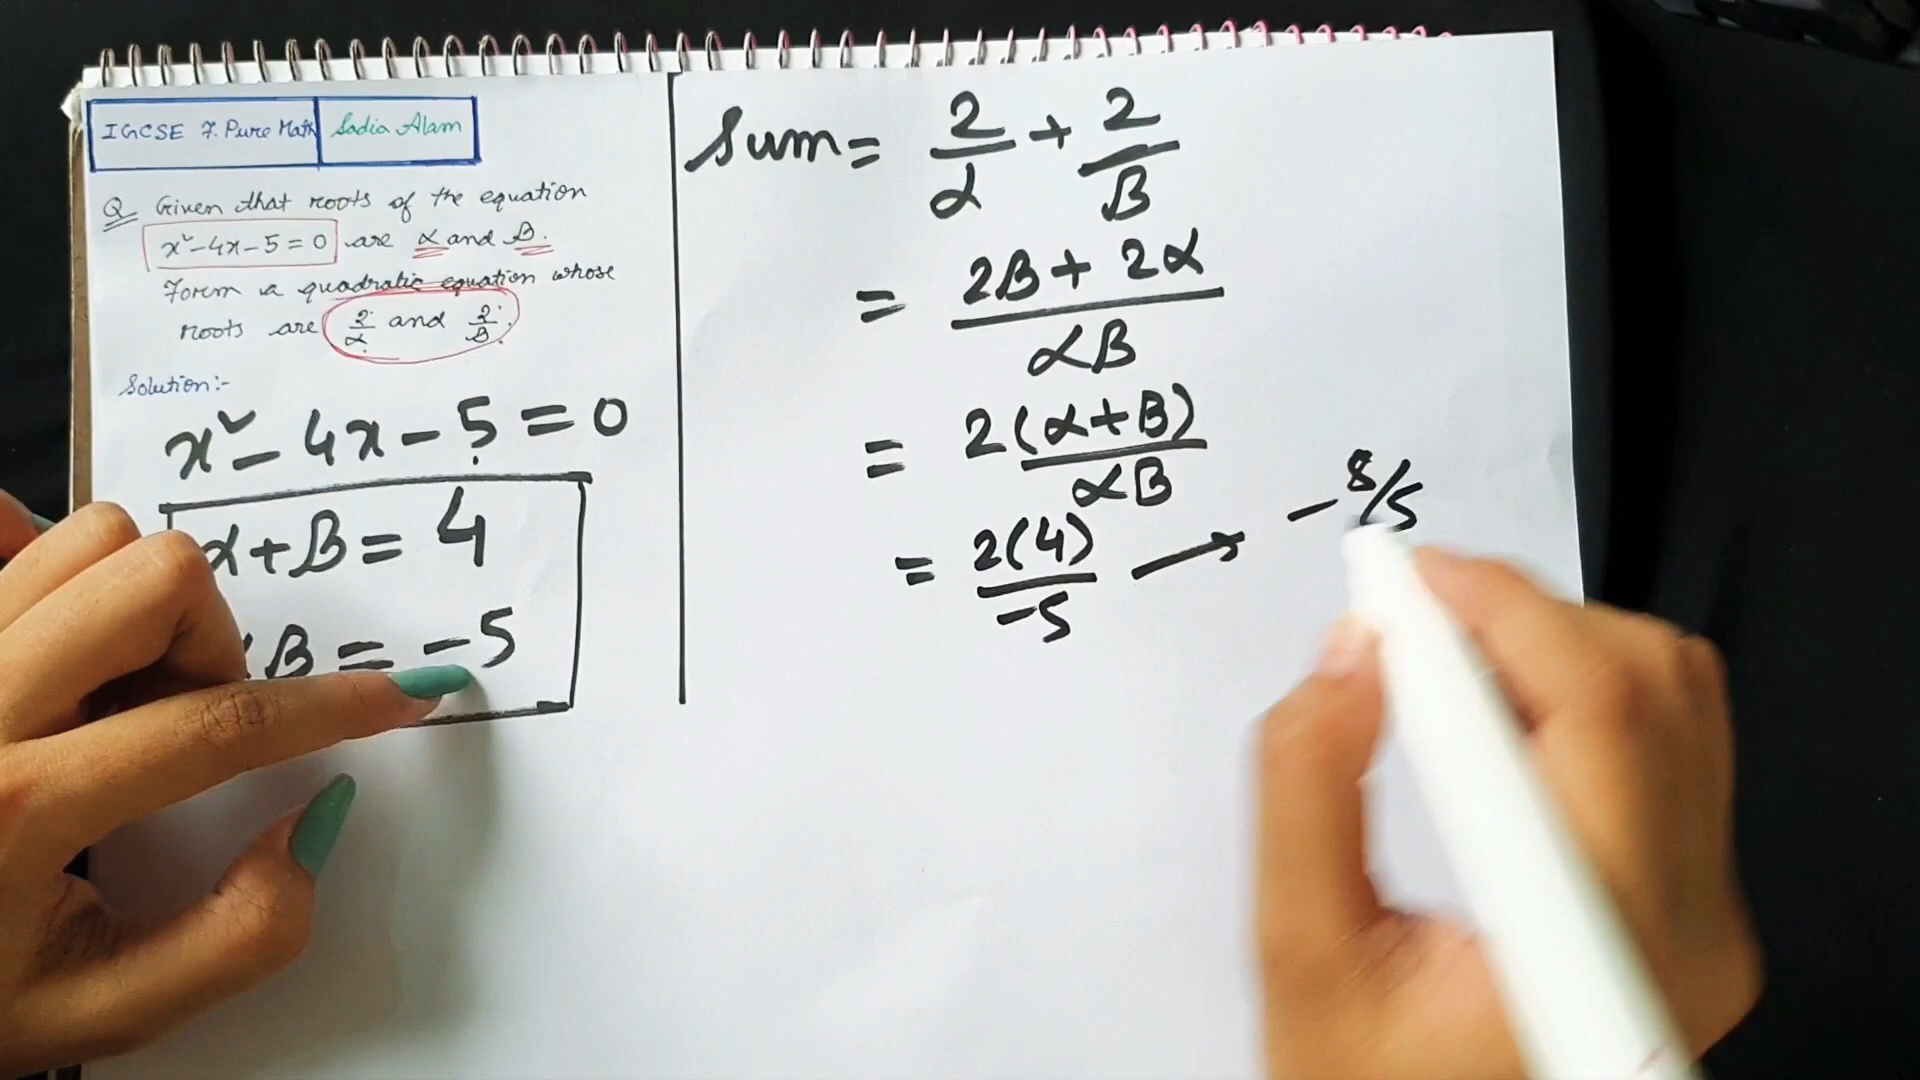 IGCSE F. Pure Math Sadia Alam
Q Given that roots of the equation
x² - 4x - 5 = 0 are α and β.
Form a quadratic equation whose
roots are 2/α and 2/β.
Solution:-
x² - 4x - 5 = 0
α + β = 4
β = -5
Sum = 2/α + 2/β
= 2β + 2α / αβ
= 2(α + β) / αβ
= 2(4) / -5 → -8/5